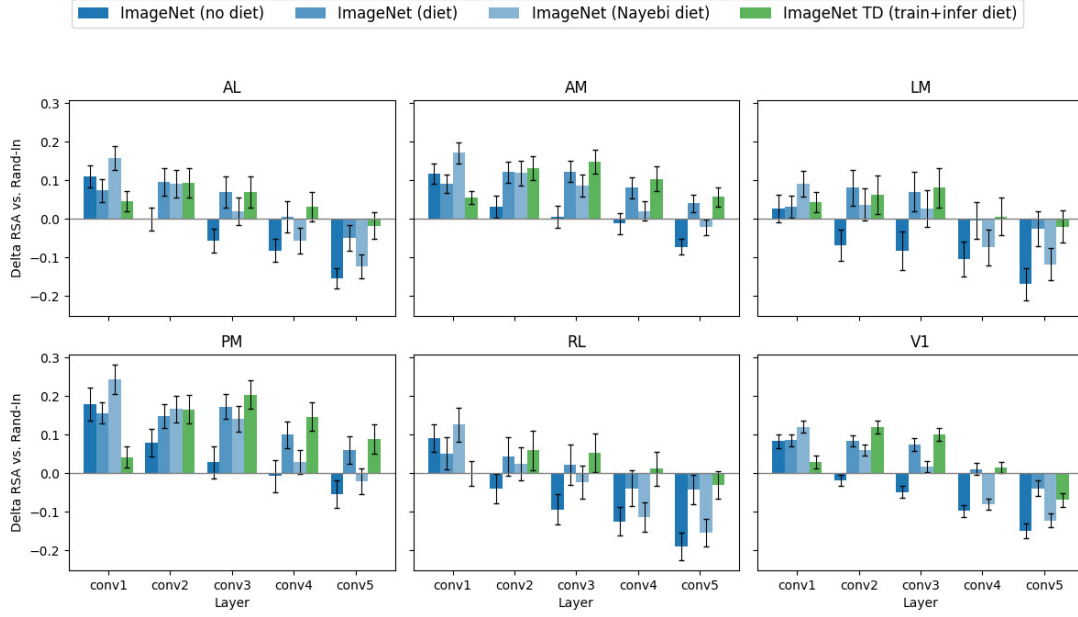 ImageNet (no diet) ImageNet (diet) ImageNet (Nayebi diet) ImageNet TD (train+infer diet)
AL AM LM
Delta RSA vs. Rand-In
0.3
0.2
0.1
0.0
−0.1
−0.2
PM RL V1
Delta RSA vs. Rand-In
0.3
0.2
0.1
0.0
−0.1
−0.2
conv1 conv2 conv3 conv4 conv5 conv1 conv2 conv3 conv4 conv5 conv1 conv2 conv3 conv4 conv5
Layer Layer Layer